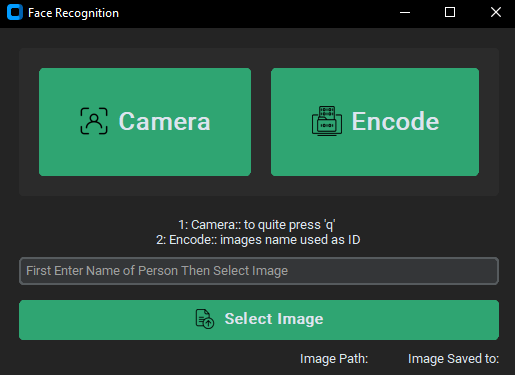 Face Recognition
Camera
Encode
1: Camera:: to quite press 'q'
2: Encode:: images name used as ID
First Enter Name of Person Then Select Image
Select Image
Image Path:
Image Saved to: